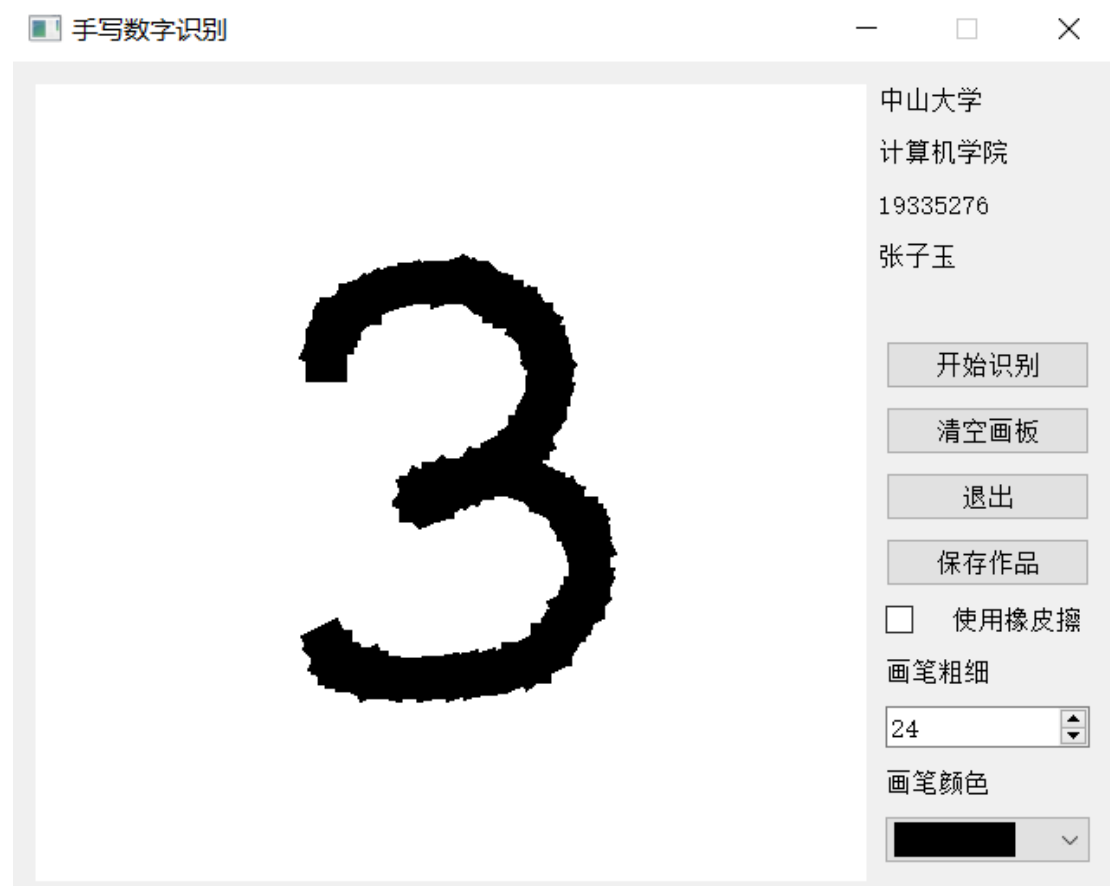 手写数字识别
中山大学
计算机学院
19335276
张子玉
3
开始识别
清空画板
退出
保存作品
使用橡皮擦
画笔粗细
24
画笔颜色